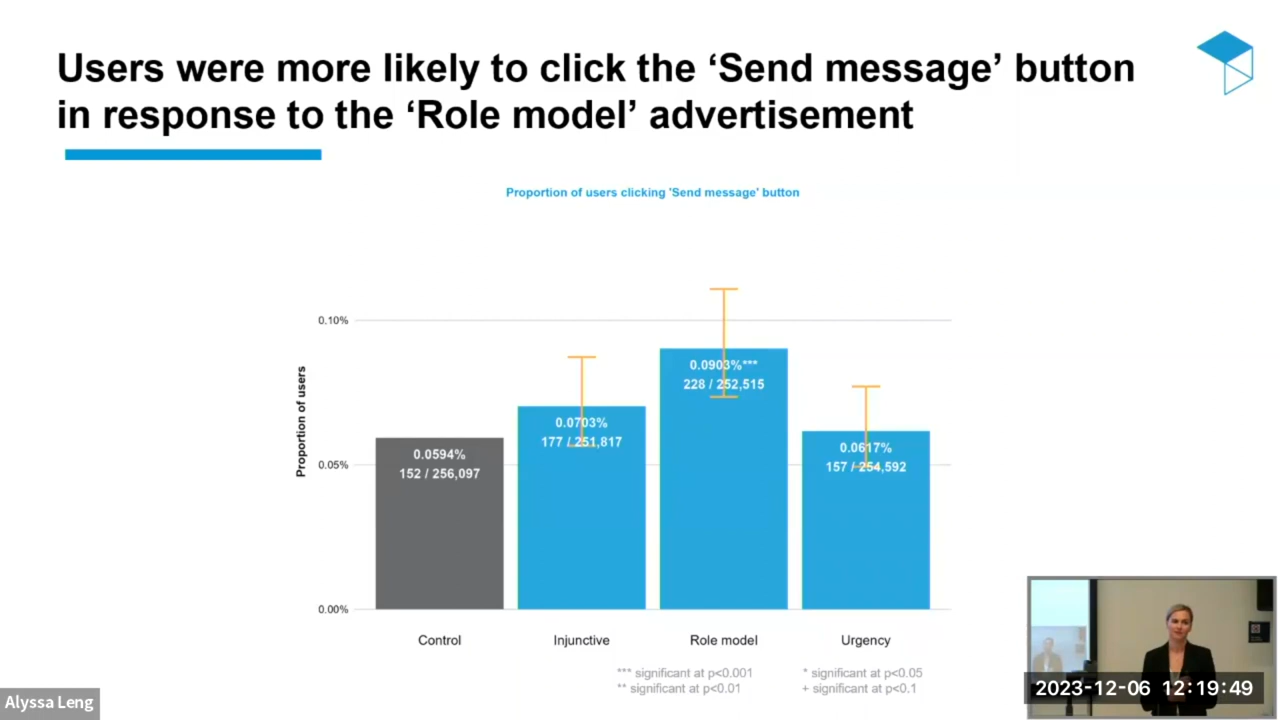 Users were more likely to click the ‘Send message’ button
in response to the ‘Role model’ advertisement
Proportion of users clicking 'Send message' button
Proportion of users
0.10%
0.05%
0.00%
0.0594%
152 / 256,097
0.0703%
177 / 251,817
0.0903%***
228 / 252,515
0.0617%
157 / 254,592
Control
Injunctive
Role model
Urgency
*** significant at p<0.001
** significant at p<0.01
* significant at p<0.05
+ significant at p<0.1
Alyssa Leng
2023-12-06 12:19:49